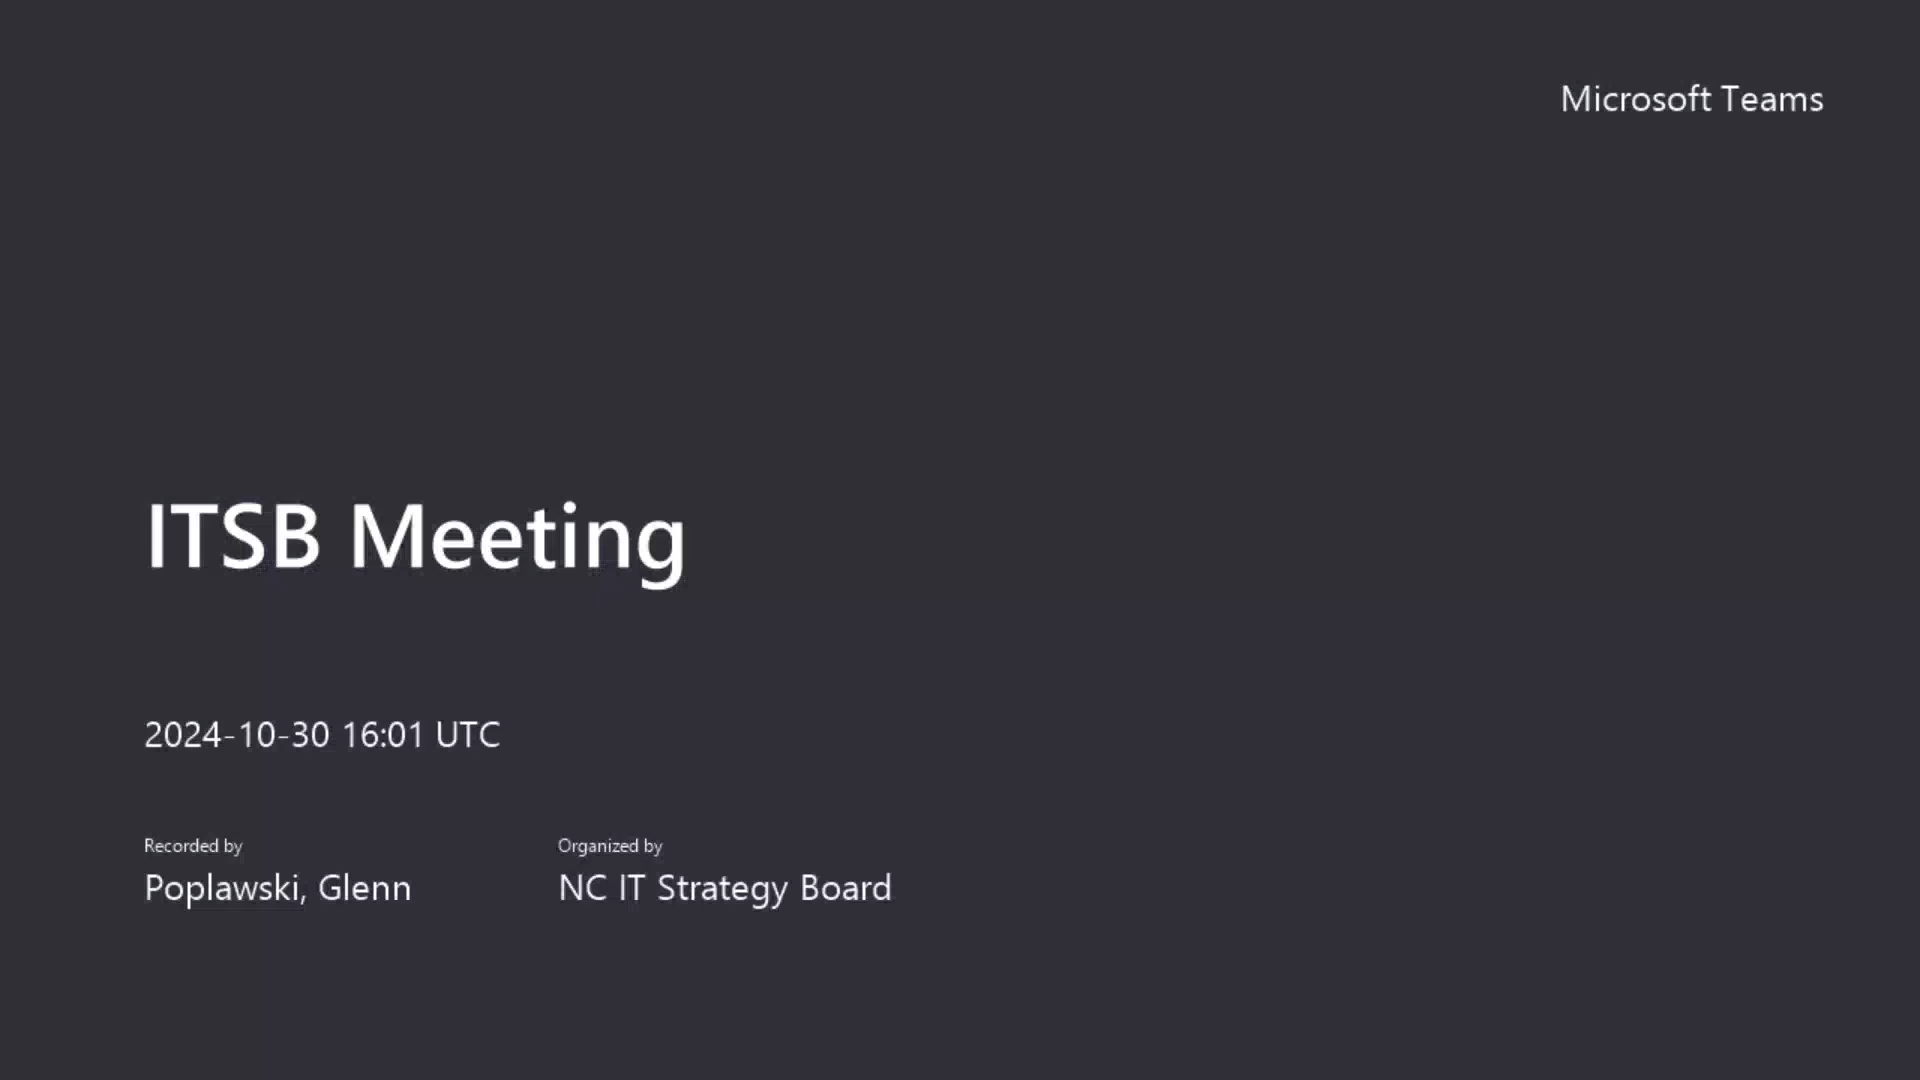 Microsoft Teams
ITSB Meeting
2024-10-30 16:01 UTC
Recorded by
Poplawski, Glenn
Organized by
NC IT Strategy Board